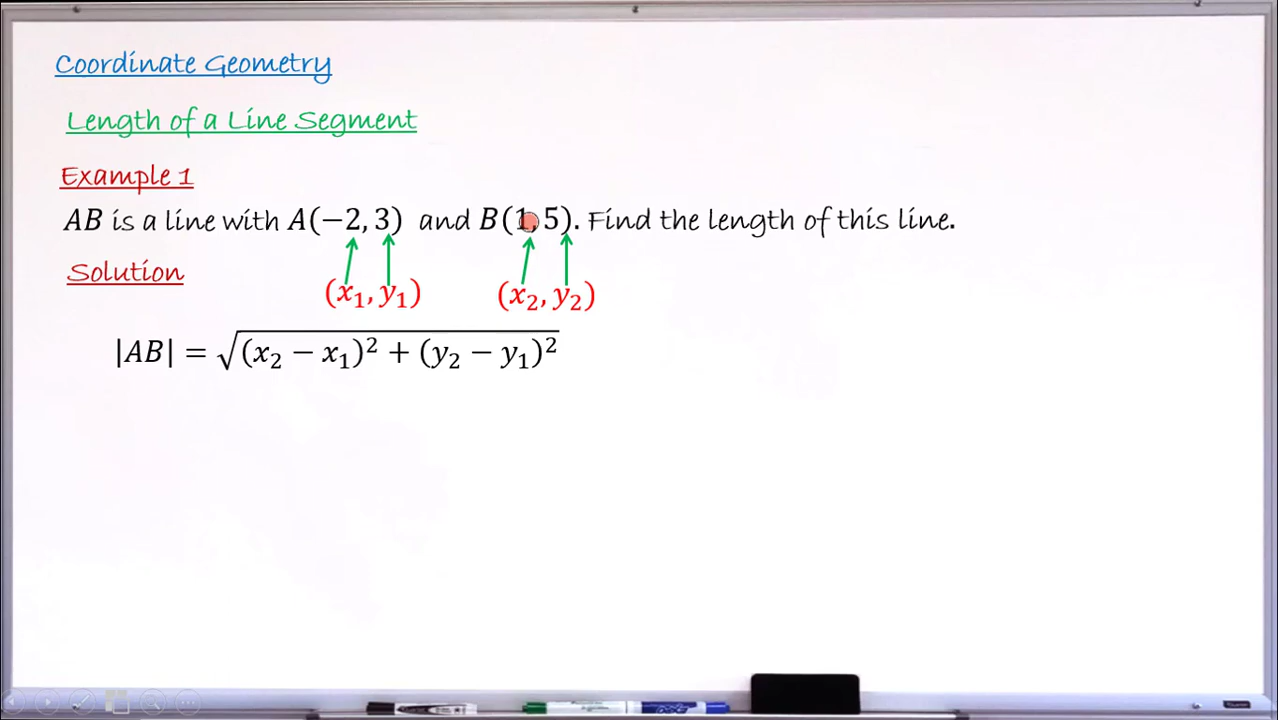 Coordinate Geometry
Length of a Line Segment
Example 1
AB is a line with A(−2, 3) and B(1, 5). Find the length of this line.
Solution
(x₁, y₁) (x₂, y₂)
|AB| = √((x₂ − x₁)² + (y₂ − y₁)²)